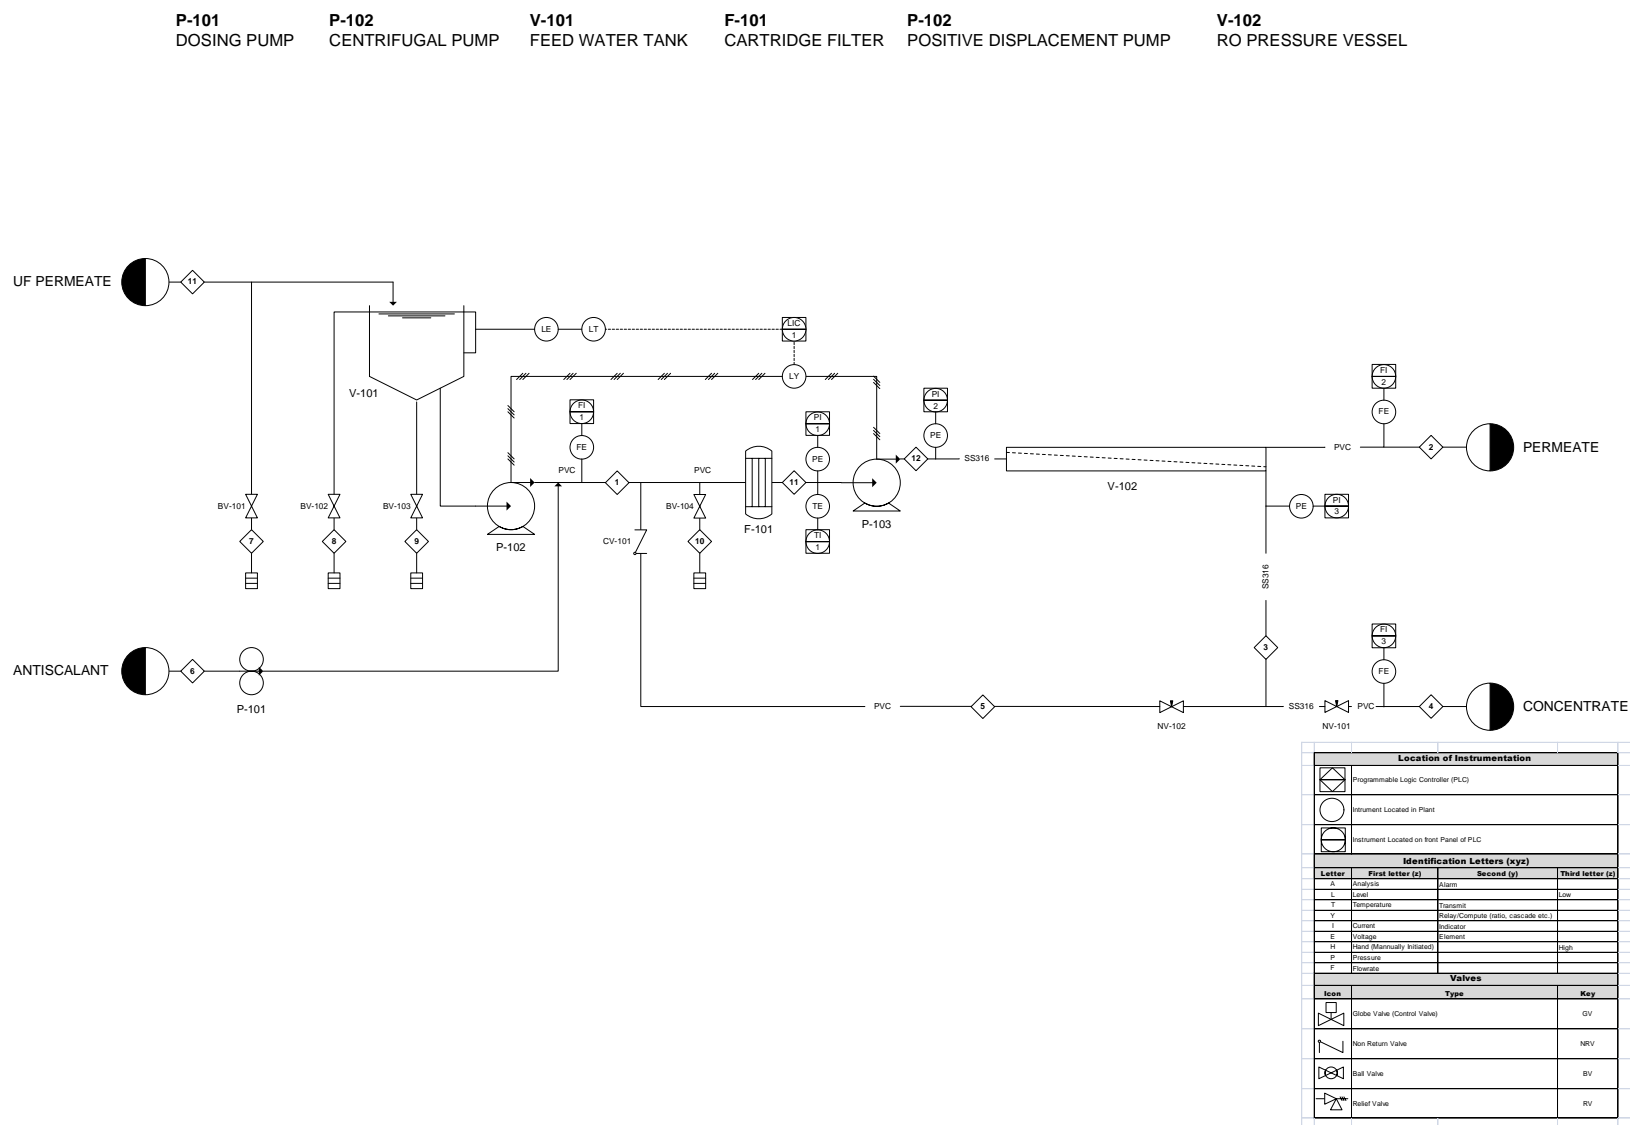 P-101
DOSING PUMP
P-102
CENTRIFUGAL PUMP
V-101
FEED WATER TANK
F-101
CARTRIDGE FILTER
P-102
POSITIVE DISPLACEMENT PUMP
V-102
RO PRESSURE VESSEL
UF PERMEATE
11
LE
LT
LIC
1
LY
V-101
FI
1
FE
PI
1
PE
PI
2
PE
FI
2
FE
PVC
2
PERMEATE
PVC
1
PVC
11
12
SS316
V-102
BV-101
BV-102
BV-103
P-102
BV-104
F-101
TE
TI
1
P-103
PE
PI
3
7
8
9
CV-101
10
SS316
ANTISCALANT
6
P-101
3
FI
3
FE
PVC
5
NV-102
SS316
NV-101
PVC
4
CONCENTRATE
Location of Instrumentation
Programmable Logic Controller (PLC)
Intrument Located in Plant
Instrument Located on front Panel of PLC
Identification Letters (xyz)
Letter First letter (z) Second (y) Third letter (z)
A Analysis Alarm
L Level Low
T Temperature Transmit
Y Relay/Compute (ratio, cascade etc.)
I Current Indicator
E Voltage Element
H Hand (Mannually Initiated) High
P Pressure
F Flowrate
Valves
Icon Type Key
Globe Valve (Control Valve) GV
Non Return Valve NRV
Ball Valve BV
Relief Valve RV